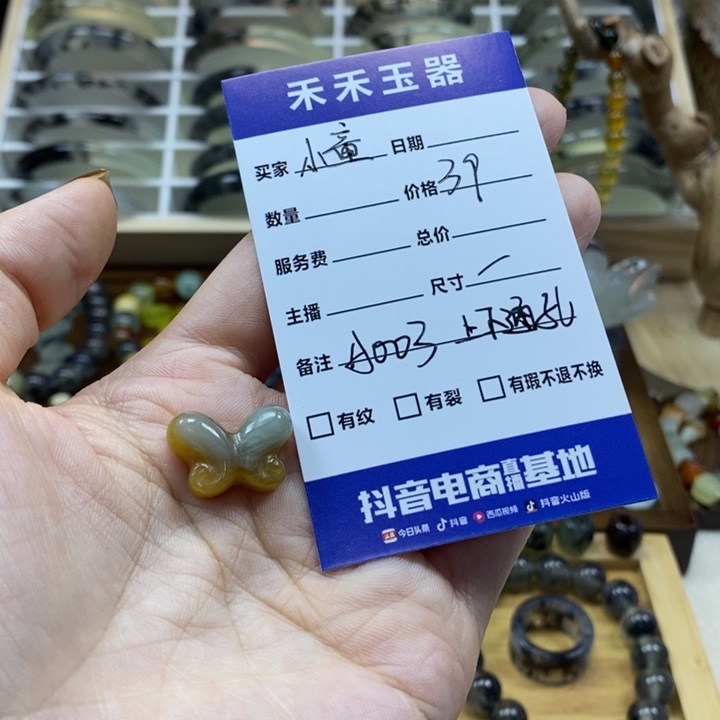 禾禾玉器
买家 小童 日期
数量 价格 39
服务费 总价
主播 尺寸 一
备注 A003 上下通孔
有纹 有裂 有瑕不退不换
抖音电商直播基地
今日头条 抖音 西瓜视频 抖音火山版